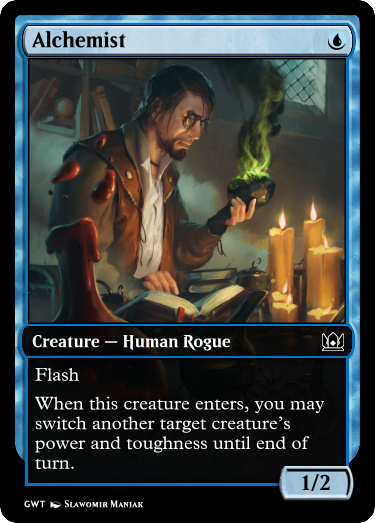 Alchemist
Creature — Human Rogue
Flash
When this creature enters, you may
switch another target creature's
power and toughness until end of
turn.
1/2
GWT Slawomir Maniak